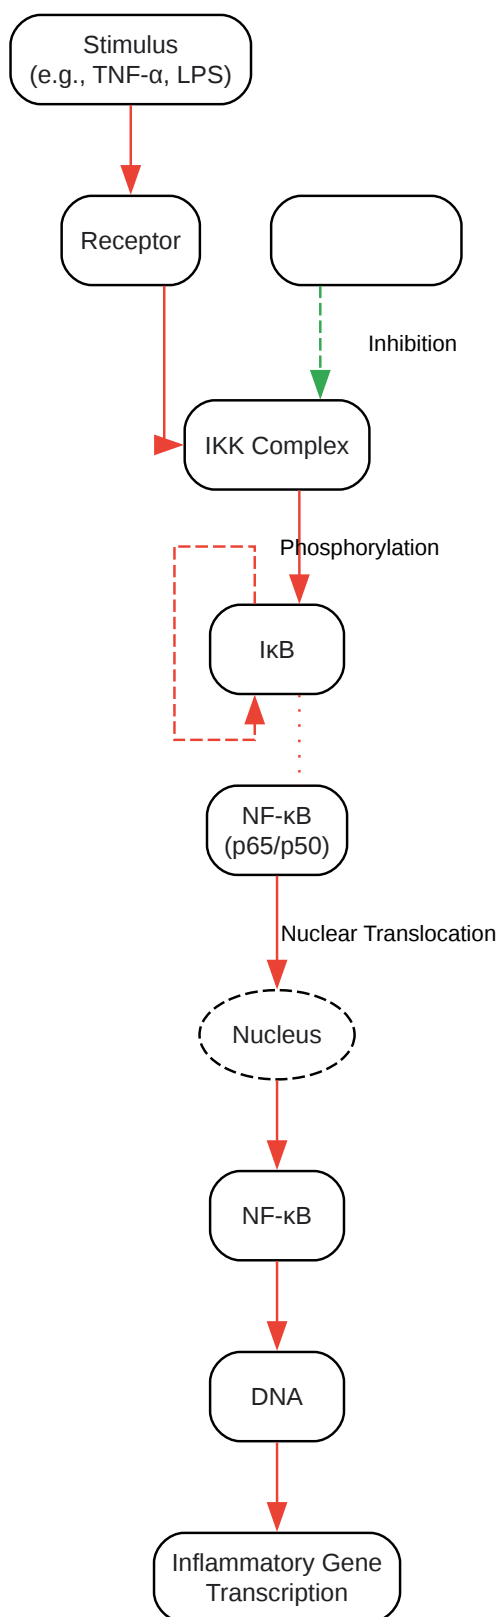 Stimulus
(e.g., TNF-α, LPS)
Receptor
Inhibition
IKK Complex
Phosphorylation
IκB
NF-κB
(p65/p50)
Nuclear Translocation
Nucleus
NF-κB
DNA
Inflammatory Gene
Transcription